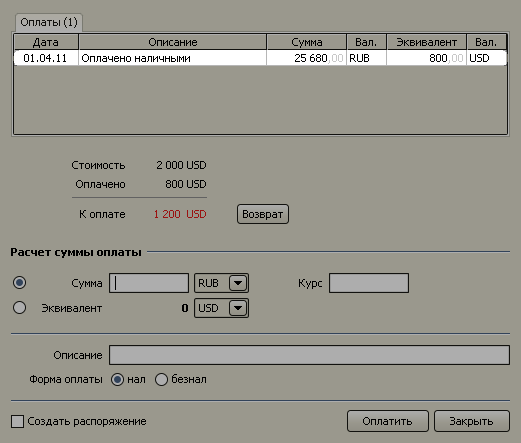 Оплаты (1)
Дата Описание Сумма Вал. Эквивалент Вал.
01.04.11 Оплачено наличными 25 680,00 RUB 800,00 USD
Стоимость 2 000 USD
Оплачено 800 USD
К оплате 1 200 USD Возврат
Расчет суммы оплаты
Сумма RUB Курс
Эквивалент 0 USD
Описание
Форма оплаты нал безнал
Создать распоряжение Оплатить Закрыть